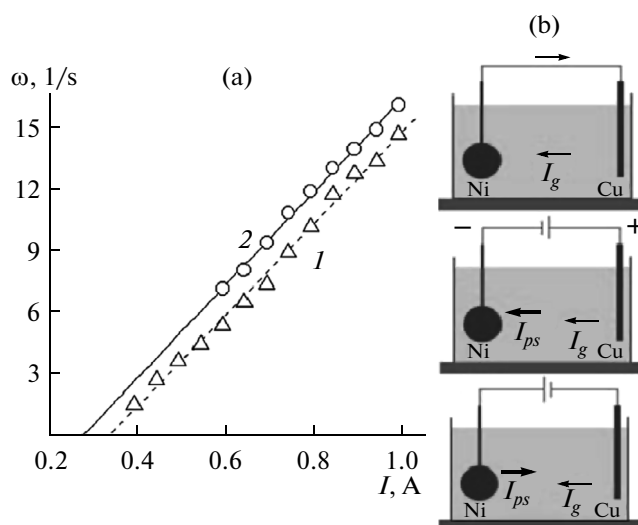 (a)
ω, 1/s
15
12
9
6
3
2
1
0.2
0.4
0.6
0.8
1.0
I, A
(b)
Ni
I_g
Cu
−
+
Ni
I_ps
I_g
Cu
Ni
I_ps
I_g
Cu